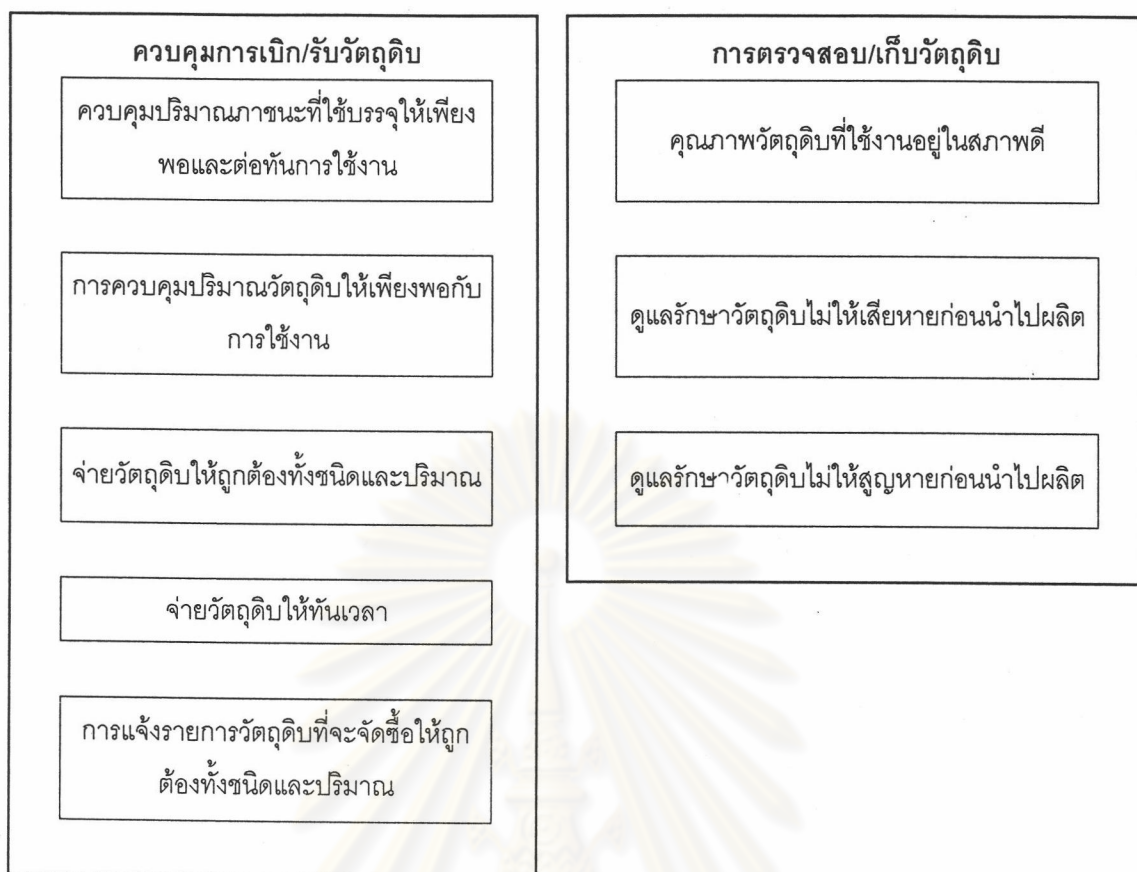 ควบคุมการเบิก/รับวัตถุดิบ
ควบคุมปริมาณภาชนะที่ใช้บรรจุให้เพียง
พอและต่อทันการใช้งาน
การควบคุมปริมาณวัตถุดิบให้เพียงพอกับ
การใช้งาน
จ่ายวัตถุดิบให้ถูกต้องทั้งชนิดและปริมาณ
จ่ายวัตถุดิบให้ทันเวลา
การแจ้งรายการวัตถุดิบที่จะจัดซื้อให้ถูก
ต้องทั้งชนิดและปริมาณ
การตรวจสอบ/เก็บวัตถุดิบ
คุณภาพวัตถุดิบที่ใช้งานอยู่ในสภาพดี
ดูแลรักษาวัตถุดิบไม่ให้เสียหายก่อนนำไปผลิต
ดูแลรักษาวัตถุดิบไม่ให้สูญหายก่อนนำไปผลิต